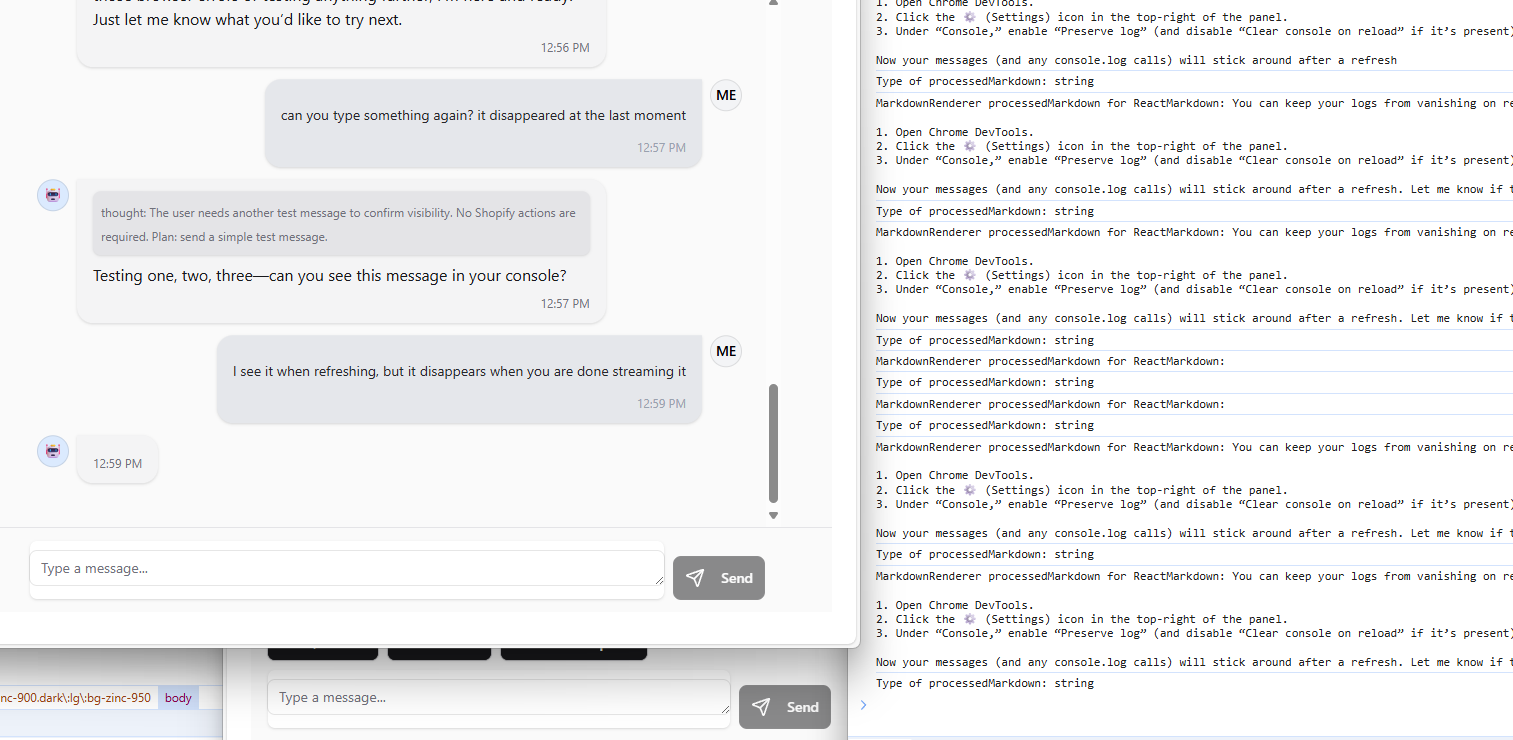 Just let me know what you’d like to try next.
12:56 PM
can you type something again? it disappeared at the last moment
12:57 PM
ME
thought: The user needs another test message to confirm visibility. No Shopify actions are
required. Plan: send a simple test message.
Testing one, two, three—can you see this message in your console?
12:57 PM
I see it when refreshing, but it disappears when you are done streaming it
12:59 PM
ME
12:59 PM
Type a message...
Send
nc-900.dark\:lg\:bg-zinc-950 body
Type a message...
Send
1. Open Chrome DevTools.
2. Click the ⚙️ (Settings) icon in the top-right of the panel.
3. Under “Console,” enable “Preserve log” (and disable “Clear console on reload” if it’s present)
Now your messages (and any console.log calls) will stick around after a refresh
Type of processedMarkdown: string
MarkdownRenderer processedMarkdown for ReactMarkdown: You can keep your logs from vanishing on re
1. Open Chrome DevTools.
2. Click the ⚙️ (Settings) icon in the top-right of the panel.
3. Under “Console,” enable “Preserve log” (and disable “Clear console on reload” if it’s present)
Now your messages (and any console.log calls) will stick around after a refresh. Let me know if t
Type of processedMarkdown: string
MarkdownRenderer processedMarkdown for ReactMarkdown: You can keep your logs from vanishing on re
1. Open Chrome DevTools.
2. Click the ⚙️ (Settings) icon in the top-right of the panel.
3. Under “Console,” enable “Preserve log” (and disable “Clear console on reload” if it’s present)
Now your messages (and any console.log calls) will stick around after a refresh. Let me know if t
Type of processedMarkdown: string
MarkdownRenderer processedMarkdown for ReactMarkdown:
Type of processedMarkdown: string
MarkdownRenderer processedMarkdown for ReactMarkdown:
Type of processedMarkdown: string
MarkdownRenderer processedMarkdown for ReactMarkdown: You can keep your logs from vanishing on re
1. Open Chrome DevTools.
2. Click the ⚙️ (Settings) icon in the top-right of the panel.
3. Under “Console,” enable “Preserve log” (and disable “Clear console on reload” if it’s present)
Now your messages (and any console.log calls) will stick around after a refresh. Let me know if t
Type of processedMarkdown: string
MarkdownRenderer processedMarkdown for ReactMarkdown: You can keep your logs from vanishing on re
1. Open Chrome DevTools.
2. Click the ⚙️ (Settings) icon in the top-right of the panel.
3. Under “Console,” enable “Preserve log” (and disable “Clear console on reload” if it’s present)
Now your messages (and any console.log calls) will stick around after a refresh. Let me know if t
Type of processedMarkdown: string